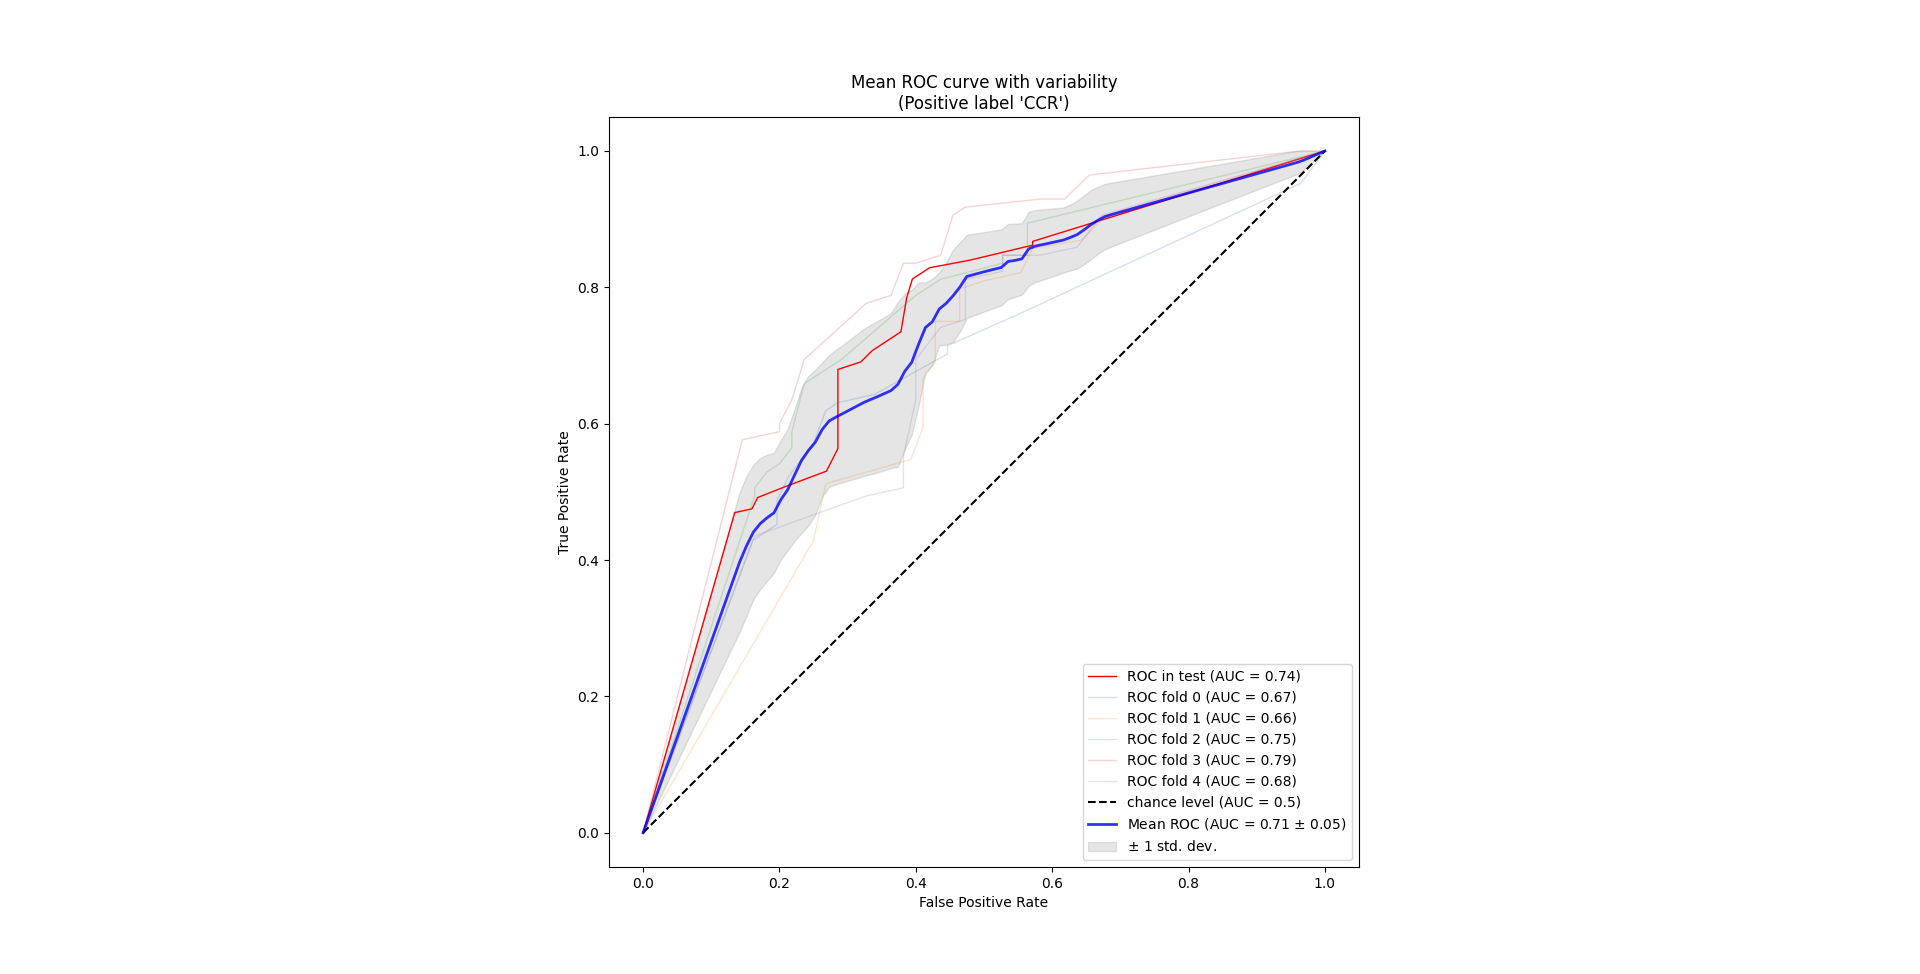 Mean ROC curve with variability
(Positive label 'CCR')
True Positive Rate
1.0
0.8
0.6
0.4
0.2
0.0
ROC in test (AUC = 0.74)
ROC fold 0 (AUC = 0.67)
ROC fold 1 (AUC = 0.66)
ROC fold 2 (AUC = 0.75)
ROC fold 3 (AUC = 0.79)
ROC fold 4 (AUC = 0.68)
chance level (AUC = 0.5)
Mean ROC (AUC = 0.71 ± 0.05)
± 1 std. dev.
0.0 0.2 0.4 0.6 0.8 1.0
False Positive Rate